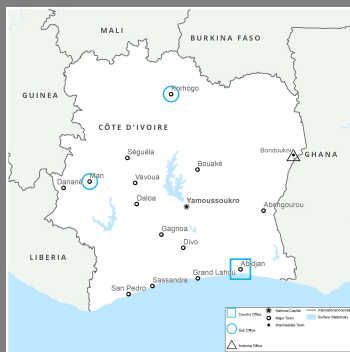 MALI
BURKINA FASO
Korhogo
GUINEA
CÔTE D'IVOIRE
Bondoukou
GHANA
Séguéla
Bouaké
Man
Danané
Vavoua
Daloa
Yamoussoukro
Abengourou
Gagnoa
Divo
LIBERIA
Abidjan
Grand Lahou
Sassandra
San Pedro
Country Office
National Capital
International boundary
Major Town
Surface Waterbody
Sub Office
Intermediate Town
Antenna Office